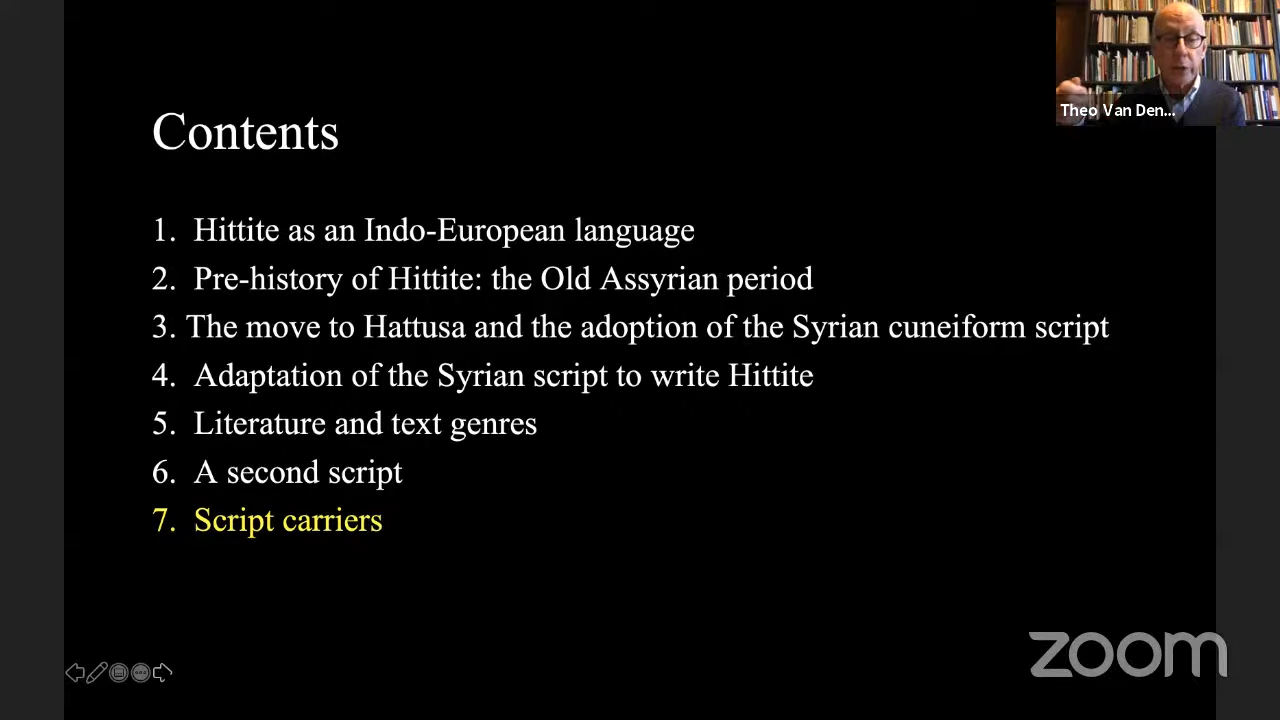 Theo Van Den...
Contents
1. Hittite as an Indo-European language
2. Pre-history of Hittite: the Old Assyrian period
3. The move to Hattusa and the adoption of the Syrian cuneiform script
4. Adaptation of the Syrian script to write Hittite
5. Literature and text genres
6. A second script
7. Script carriers
zoom